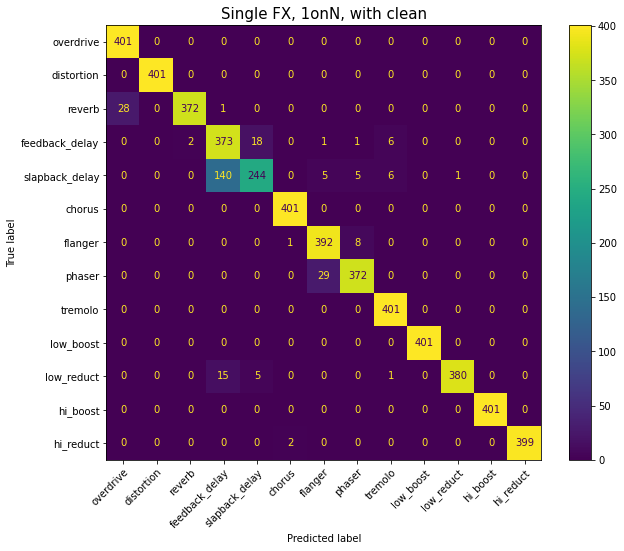 Single FX, 1onN, with clean
True label
overdrive 401 0 0 0 0 0 0 0 0 0 0 0 0
distortion 0 401 0 0 0 0 0 0 0 0 0 0 0
reverb 28 0 372 1 0 0 0 0 0 0 0 0 0
feedback_delay 0 0 2 373 18 0 1 1 6 0 0 0 0
slapback_delay 0 0 0 140 244 0 5 5 6 0 1 0 0
chorus 0 0 0 0 0 401 0 0 0 0 0 0 0
flanger 0 0 0 0 0 1 392 8 0 0 0 0 0
phaser 0 0 0 0 0 0 29 372 0 0 0 0 0
tremolo 0 0 0 0 0 0 0 0 401 0 0 0 0
low_boost 0 0 0 0 0 0 0 0 0 401 0 0 0
low_reduct 0 0 0 15 5 0 0 0 1 0 380 0 0
hi_boost 0 0 0 0 0 0 0 0 0 0 0 401 0
hi_reduct 0 0 0 0 0 2 0 0 0 0 0 0 399
overdrive distortion reverb feedback_delay slapback_delay chorus flanger phaser tremolo low_boost low_reduct hi_boost hi_reduct
Predicted label
400
350
300
250
200
150
100
50
0